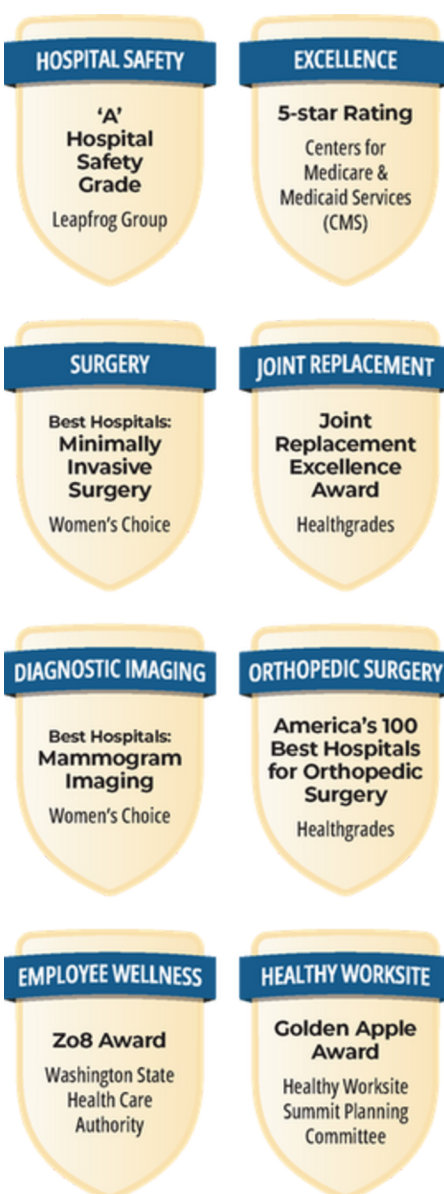 HOSPITAL SAFETY
‘A’
Hospital
Safety
Grade
Leapfrog Group
EXCELLENCE
5-star Rating
Centers for
Medicare &
Medicaid Services
(CMS)
SURGERY
Best Hospitals:
Minimally
Invasive
Surgery
Women’s Choice
JOINT REPLACEMENT
Joint
Replacement
Excellence
Award
Healthgrades
DIAGNOSTIC IMAGING
Best Hospitals:
Mammogram
Imaging
Women’s Choice
ORTHOPEDIC SURGERY
America’s 100
Best Hospitals
for Orthopedic
Surgery
Healthgrades
EMPLOYEE WELLNESS
Zo8 Award
Washington State
Health Care
Authority
HEALTHY WORKSITE
Golden Apple
Award
Healthy Worksite
Summit Planning
Committee